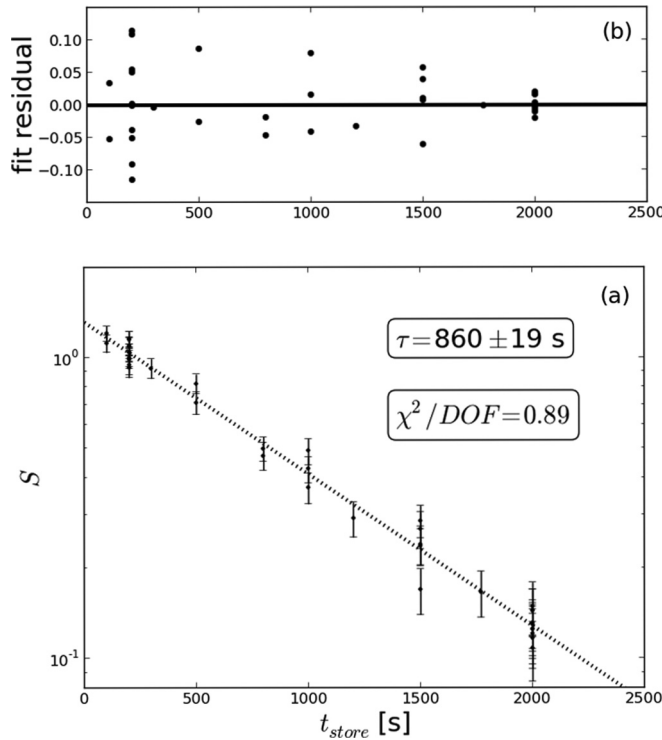 (b)
fit residual
0.10
0.05
0.00
−0.05
−0.10
0 500 1000 1500 2000 2500
(a)
τ=860 ±19 s
χ²/DOF=0.89
S
10⁰
10⁻¹
0 500 1000 1500 2000 2500
t_store [s]